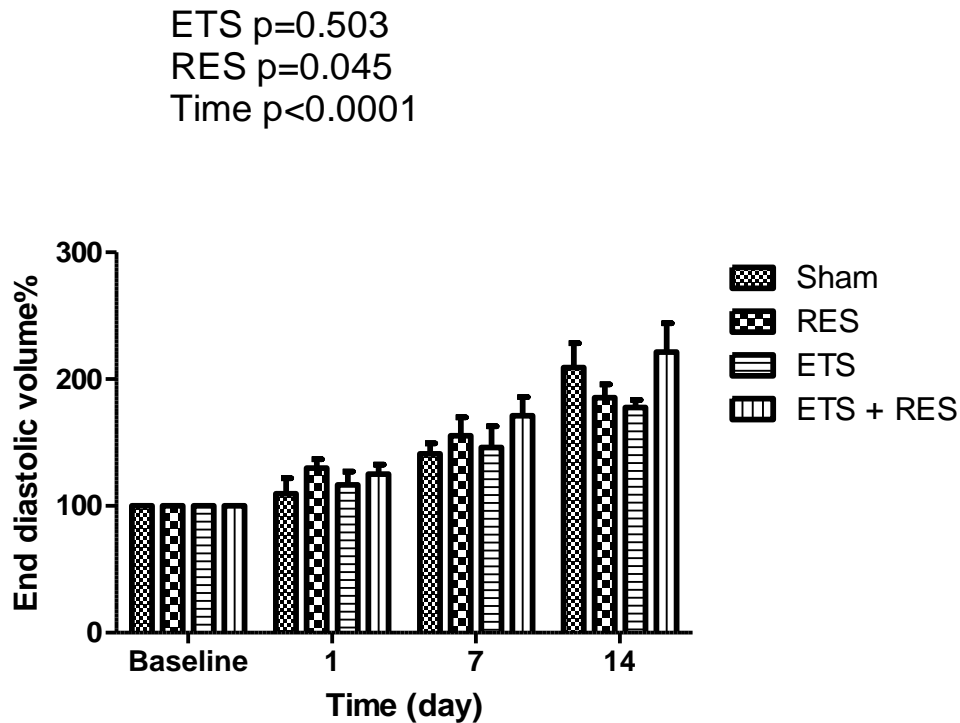 ETS p=0.503
RES p=0.045
Time p<0.0001
300
200
100
0
End diastolic volume%
Baseline 1 7 14
Time (day)
Sham
RES
ETS
ETS + RES